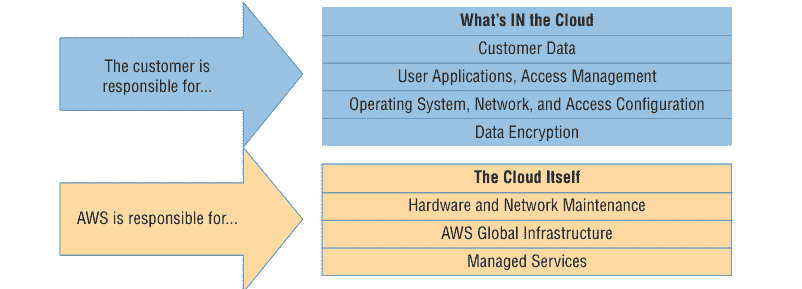 The customer is
responsible for...
What's IN the Cloud
Customer Data
User Applications, Access Management
Operating System, Network, and Access Configuration
Data Encryption
AWS is responsible for...
The Cloud Itself
Hardware and Network Maintenance
AWS Global Infrastructure
Managed Services